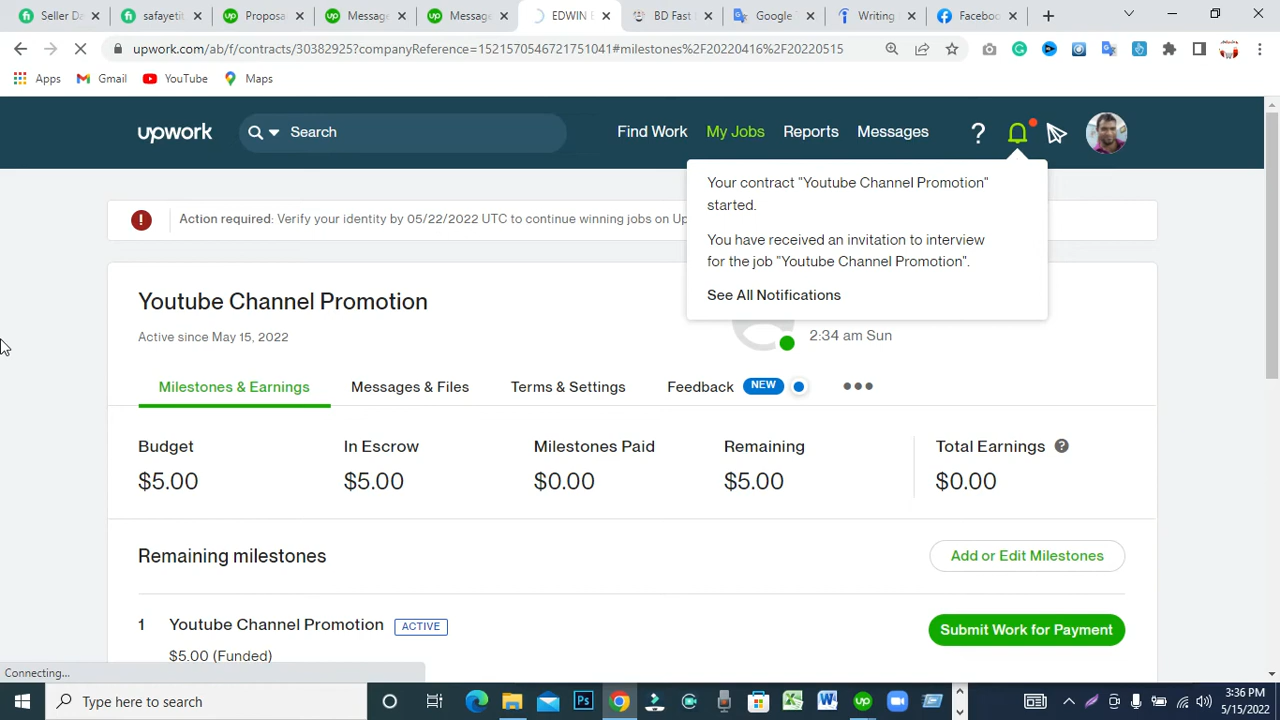 Seller Da
safayetii
Proposa
Message
Message
EDWIN E
BD Fast L
Google T
Writing
Faceboo
upwork.com/ab/f/contracts/30382925?companyReference=1521575546721751041#milestones%2F20220416%2F20220515
Apps
Gmail
YouTube
Maps
upwork
Search
Find Work
My Jobs
Reports
Messages
Your contract "Youtube Channel Promotion"
started.
You have received an invitation to interview
for the job "Youtube Channel Promotion".
See All Notifications
Action required: Verify your identity by 05/22/2022 UTC to continue winning jobs on Up
Youtube Channel Promotion
Active since May 15, 2022
2:34 am Sun
Milestones & Earnings
Messages & Files
Terms & Settings
Feedback NEW
Budget
In Escrow
Milestones Paid
Remaining
Total Earnings
$5.00
$5.00
$0.00
$5.00
$0.00
Remaining milestones
Add or Edit Milestones
1 Youtube Channel Promotion ACTIVE
Submit Work for Payment
$5.00 (Funded)
Connecting...
Type here to search
3:36 PM
5/15/2022